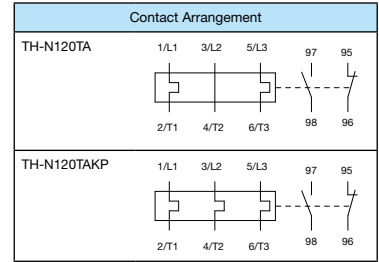 Contact Arrangement
TH-N120TA
1/L1 3/L2 5/L3 97 95
2/T1 4/T2 6/T3 98 96
TH-N120TAKP
1/L1 3/L2 5/L3 97 95
2/T1 4/T2 6/T3 98 96